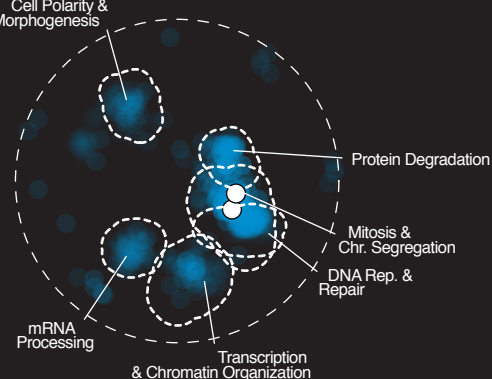 Cell Polarity &
Morphogenesis
Protein Degradation
Mitosis &
Chr. Segregation
DNA Rep. &
Repair
mRNA
Processing
Transcription
& Chromatin Organization